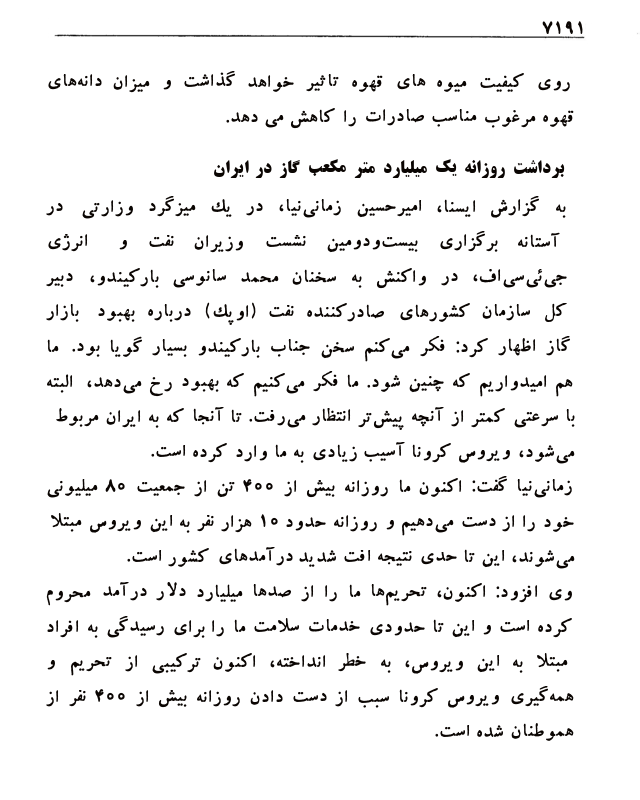 ۷۱۹۱
روی کیفیت میوه های قهوه تاثیر خواهد گذاشت و میزان دانه‌های
قهوه مرغوب مناسب صادرات را کاهش می دهد.
برداشت روزانه یک میلیارد متر مکعب گاز در ایران
به گزارش ایسنا، امیرحسین زمانی‌نیا، در یك میزگرد وزارتی در
آستانه برگزاری بیست‌ودومین نشست وزیران نفت و انرژی
جی‌ئی‌سی‌اف، در واکنش به سخنان محمد سانوسی بارکیندو، دبیر
کل سازمان کشورهای صادرکننده نفت (اوپك) درباره بهبود بازار
گاز اظهار کرد: فکر می‌کنم سخن جناب بارکیندو بسیار گویا بود. ما
هم امیدواریم که چنین شود. ما فکر می‌کنیم که بهبود رخ می‌دهد، البته
با سرعتی کمتر از آنچه پیش‌تر انتظار می‌رفت. تا آنجا که به ایران مربوط
می‌شود، ویروس کرونا آسیب زیادی به ما وارد کرده است.
زمانی‌نیا گفت: اکنون ما روزانه بیش از ۴۰۰ تن از جمعیت ۸۰ میلیونی
خود را از دست می‌دهیم و روزانه حدود ۱۰ هزار نفر به این ویروس مبتلا
می‌شوند، این تا حدی نتیجه افت شدید درآمدهای کشور است.
وی افزود: اکنون، تحریم‌ها ما را از صدها میلیارد دلار درآمد محروم
کرده است و این تا حدودی خدمات سلامت ما را برای رسیدگی به افراد
مبتلا به این ویروس، به خطر انداخته، اکنون ترکیبی از تحریم و
همه‌گیری ویروس کرونا سبب از دست دادن روزانه بیش از ۴۰۰ نفر از
هموطنان شده است.